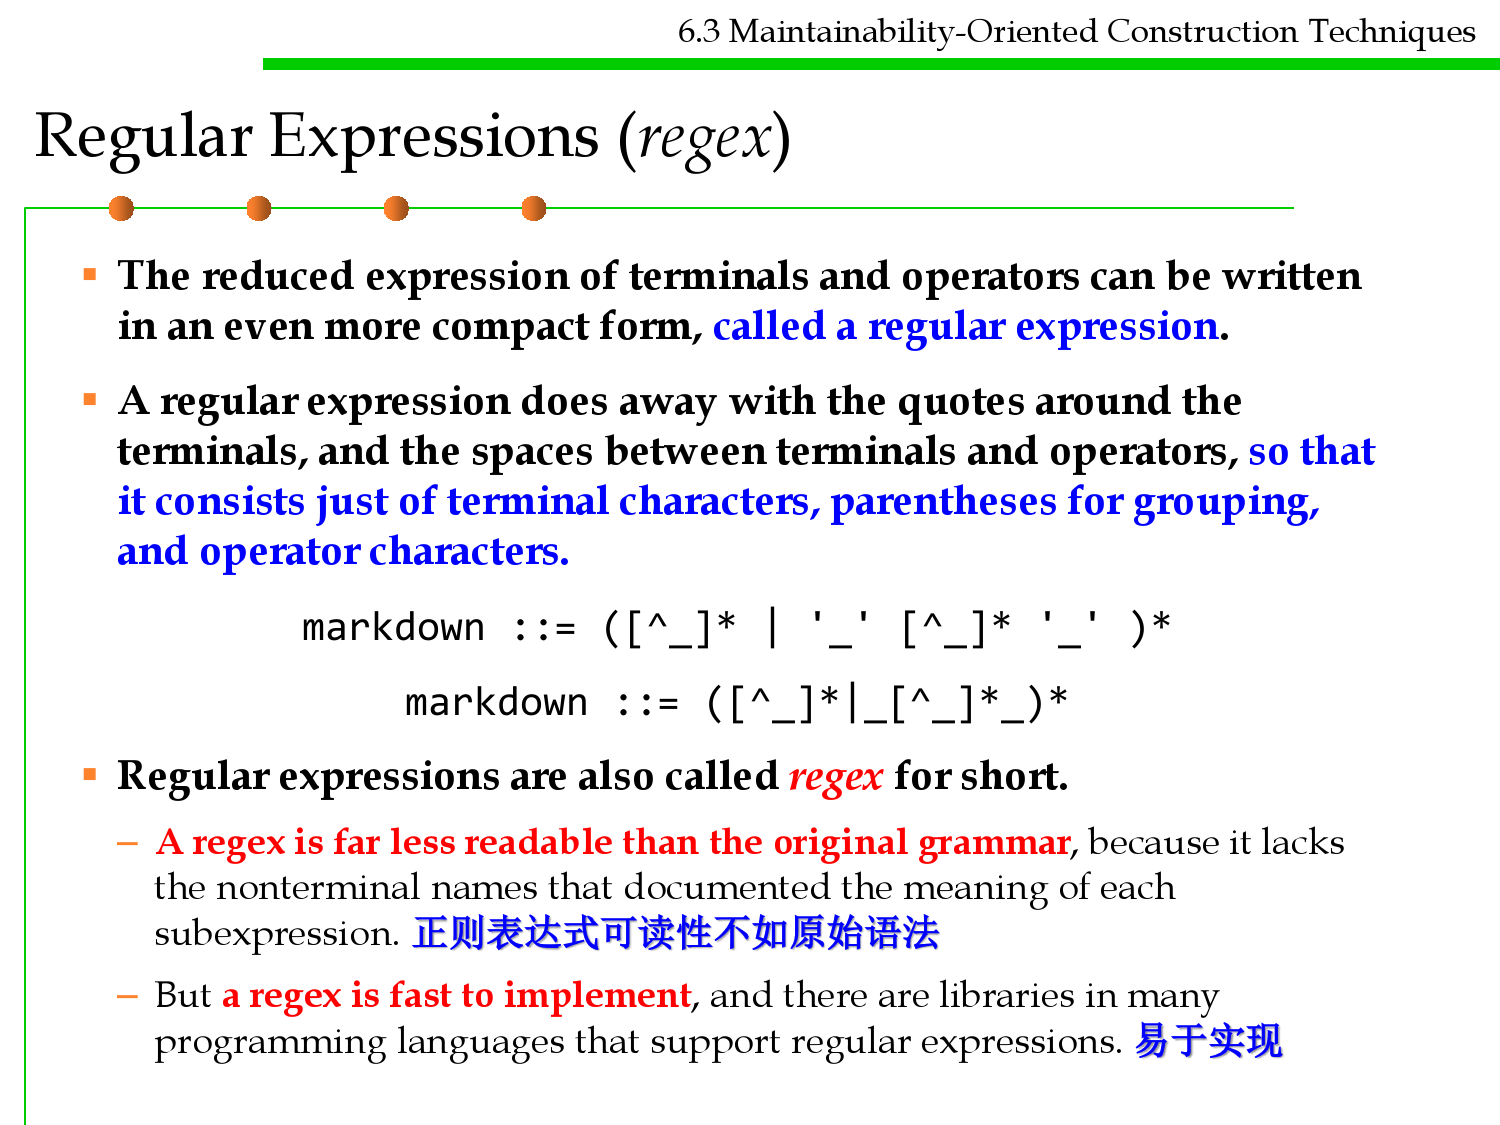 6.3 Maintainability-Oriented Construction Techniques
Regular Expressions (regex)
The reduced expression of terminals and operators can be written
in an even more compact form, called a regular expression.
A regular expression does away with the quotes around the
terminals, and the spaces between terminals and operators, so that
it consists just of terminal characters, parentheses for grouping,
and operator characters.
markdown ::= ([^_]* | '_' [^_]* '_' )*
markdown ::= ([^_]*|_[^_]*_)*
Regular expressions are also called regex for short.
– A regex is far less readable than the original grammar, because it lacks
the nonterminal names that documented the meaning of each
subexpression. 正则表达式可读性不如原始语法
– But a regex is fast to implement, and there are libraries in many
programming languages that support regular expressions. 易于实现